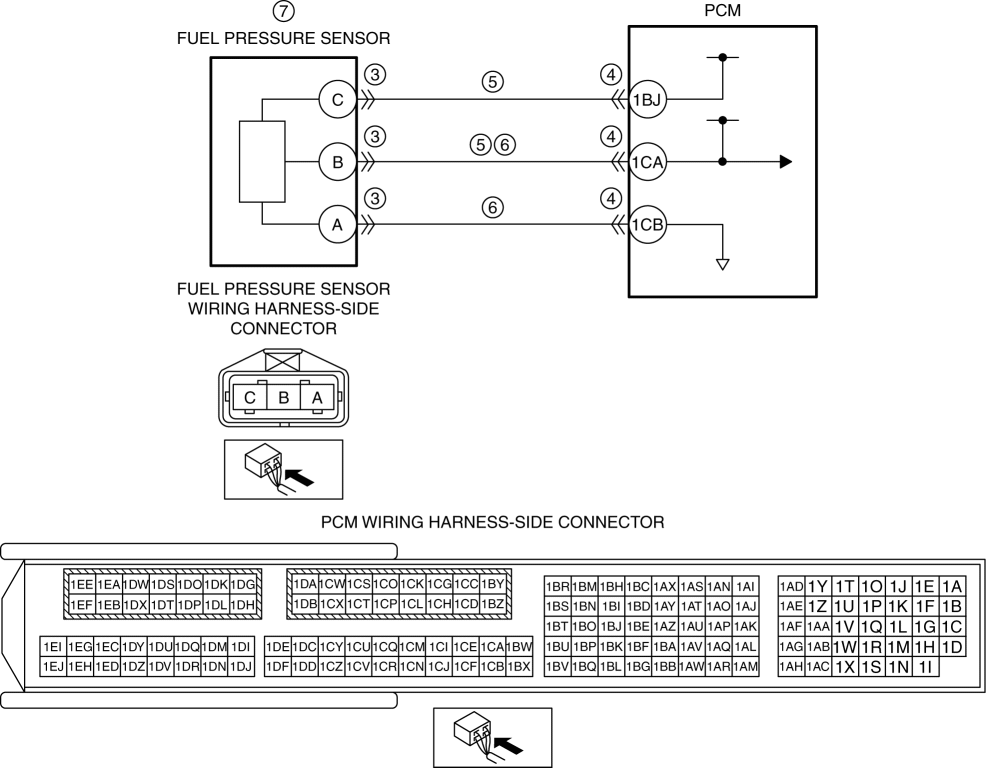 ⑦
PCM
FUEL PRESSURE SENSOR
③ ⑤ ④
C 1BJ
③ ⑤⑥ ④
B 1CA
③ ⑥ ④
A 1CB
FUEL PRESSURE SENSOR
WIRING HARNESS-SIDE
CONNECTOR
C B A
PCM WIRING HARNESS-SIDE CONNECTOR
1EE 1EA 1DW 1DS 1DO 1DK 1DG 1DA 1CW 1CS 1CO 1CK 1CG 1CC 1BY 1BR 1BM 1BH 1BC 1AX 1AS 1AN 1AI 1AD 1Y 1T 1O 1J 1E 1A
1EF 1EB 1DX 1DT 1DP 1DL 1DH 1DB 1CX 1CT 1CP 1CL 1CH 1CD 1BZ 1BS 1BN 1BI 1BD 1AY 1AT 1AO 1AJ 1AE 1Z 1U 1P 1K 1F 1B
1BT 1BO 1BJ 1BE 1AZ 1AU 1AP 1AK 1AF 1AA 1V 1Q 1L 1G 1C
1EI 1EG 1EC 1DY 1DU 1DQ 1DM 1DI 1DE 1DC 1CY 1CU 1CQ 1CM 1CI 1CE 1CA 1BW 1BU 1BP 1BK 1BF 1BA 1AV 1AQ 1AL 1AG 1AB 1W 1R 1M 1H 1D
1EJ 1EH 1ED 1DZ 1DV 1DR 1DN 1DJ 1DF 1DD 1CZ 1CV 1CR 1CN 1CJ 1CF 1CB 1BX 1BV 1BQ 1BL 1BG 1BB 1AW 1AR 1AM 1AH 1AC 1X 1S 1N 1I